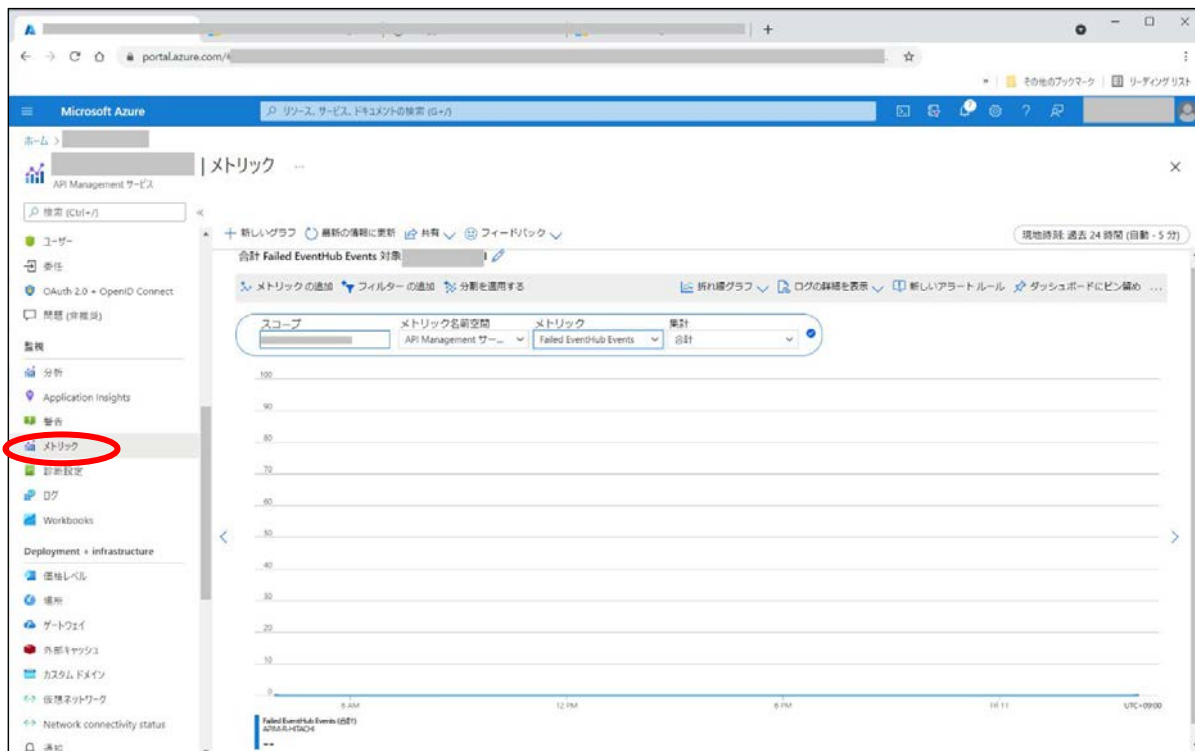 portal.azure.com/
その他のブックマーク
リーディング リスト
Microsoft Azure
リソース、サービス、ドキュメントの検索 (G+/)
ホーム >
| メトリック ...
API Management サービス
検索 (Ctrl+/)
«
新しいグラフ 最新の情報に更新 共有 フィードバック
現地時刻: 過去 24 時間 (自動 - 5 分)
合計 Failed EventHub Events 対象
メトリックの追加 フィルターの追加 分割を適用する
折れ線グラフ ログの詳細を表示 新しいアラート ルール ダッシュボードにピン留め ...
スコープ メトリック名前空間 メトリック 集計
API Management サー... Failed EventHub Events 合計
ユーザー
委任
OAuth 2.0 + OpenID Connect
問題 (非推奨)
監視
分析
Application Insights
警告
メトリック
診断設定
ログ
Workbooks
Deployment + infrastructure
価格レベル
場所
ゲートウェイ
外部キャッシュ
カスタム ドメイン
仮想ネットワーク
Network connectivity status
通知
100
90
80
70
60
50
40
30
20
10
0
6 AM 12 PM 6 PM Fri 11 UTC+09:00
Failed EventHub Events (合計)
APIM-R-HITACHI
--